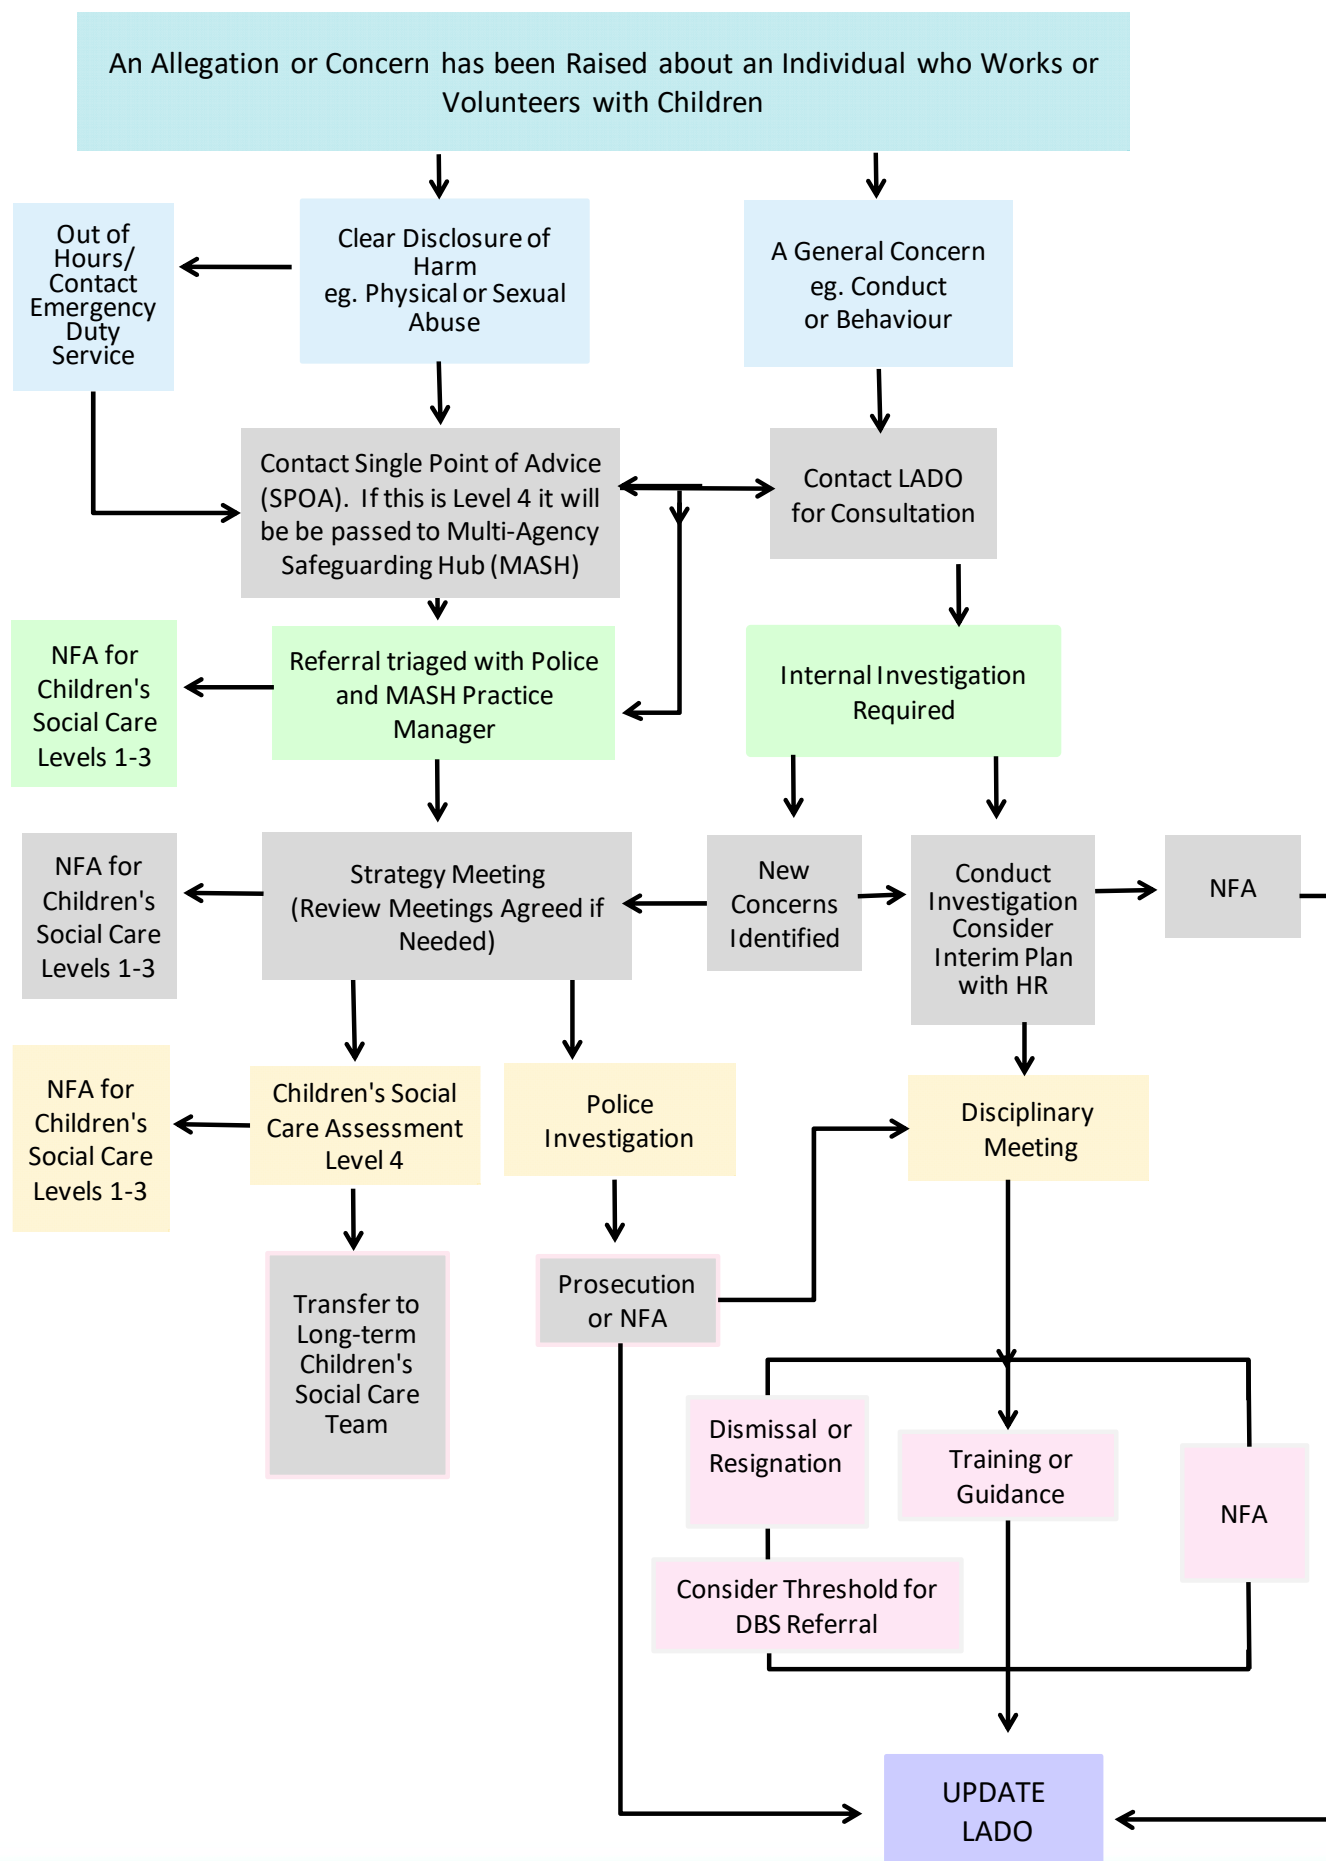 An Allegation or Concern has been Raised about an Individual who Works or
Volunteers with Children
Out of
Hours/
Contact
Emergency
Duty
Service
Clear Disclosure of
Harm
eg. Physical or Sexual
Abuse
A General Concern
eg. Conduct
or Behaviour
Contact Single Point of Advice
(SPOA). If this is Level 4 it will
be be passed to Multi-Agency
Safeguarding Hub (MASH)
Contact LADO
for Consultation
NFA for
Children's
Social Care
Levels 1-3
Referral triaged with Police
and MASH Practice
Manager
Internal Investigation
Required
NFA for
Children's
Social Care
Levels 1-3
Strategy Meeting
(Review Meetings Agreed if
Needed)
New
Concerns
Identified
Conduct
Investigation
Consider
Interim Plan
with HR
NFA
NFA for
Children's
Social Care
Levels 1-3
Children's Social
Care Assessment
Level 4
Police
Investigation
Disciplinary
Meeting
Transfer to
Long-term
Children's
Social Care
Team
Prosecution
or NFA
Dismissal or
Resignation
Training or
Guidance
NFA
Consider Threshold for
DBS Referral
UPDATE
LADO